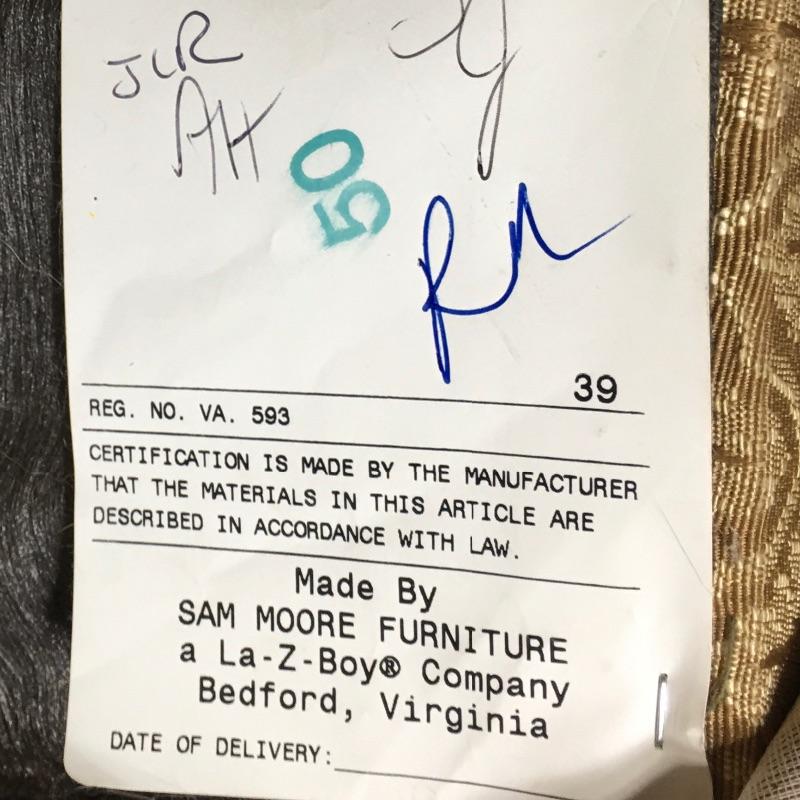 JLR
AH
50
39
REG. NO. VA. 593
CERTIFICATION IS MADE BY THE MANUFACTURER
THAT THE MATERIALS IN THIS ARTICLE ARE
DESCRIBED IN ACCORDANCE WITH LAW.
Made By
SAM MOORE FURNITURE
a La-Z-Boy® Company
Bedford, Virginia
DATE OF DELIVERY: